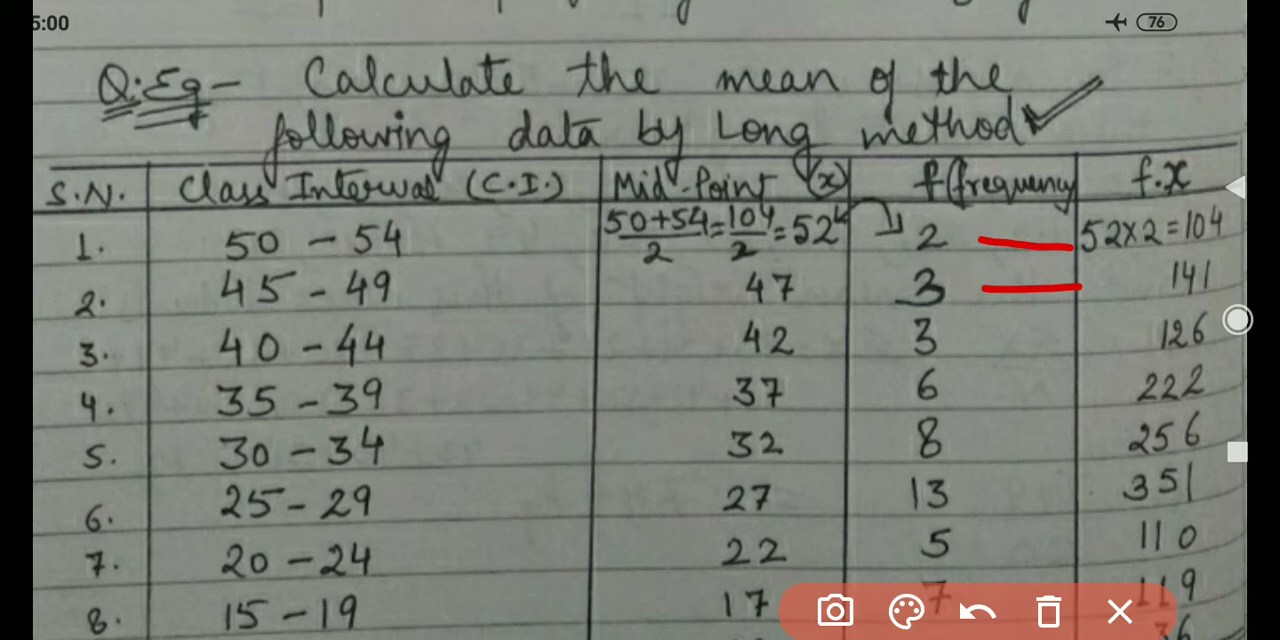 5:00 76
Q:Eg- Calculate the mean of the
following data by Long method
S.N. Class Interval (C.I.) Mid-Point (x) f(frequency) f.x
1. 50 - 54 50+54/2=104/2=52 2 52×2=104
2. 45 - 49 47 3 141
3. 40 - 44 42 3 126
4. 35 - 39 37 6 222
5. 30 - 34 32 8 256
6. 25 - 29 27 13 351
7. 20 - 24 22 5 110
8. 15 - 19 17 7 119
36